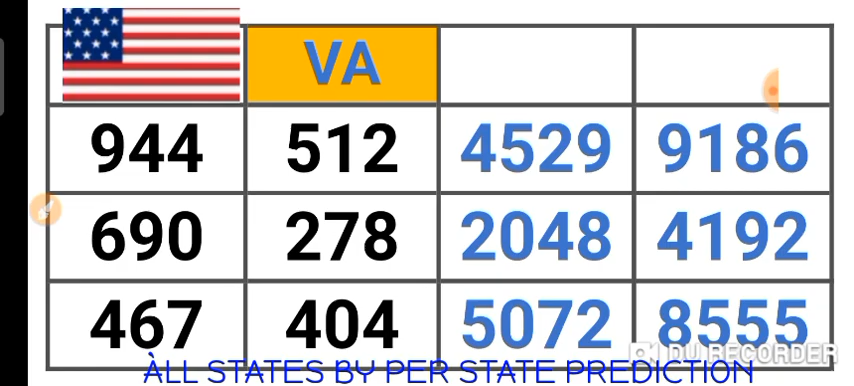 VA
944 512 4529 9186
690 278 2048 4192
467 404 5072 8555
DU RECORDER
ÀLL STATES BY PER STATE PREDICTION